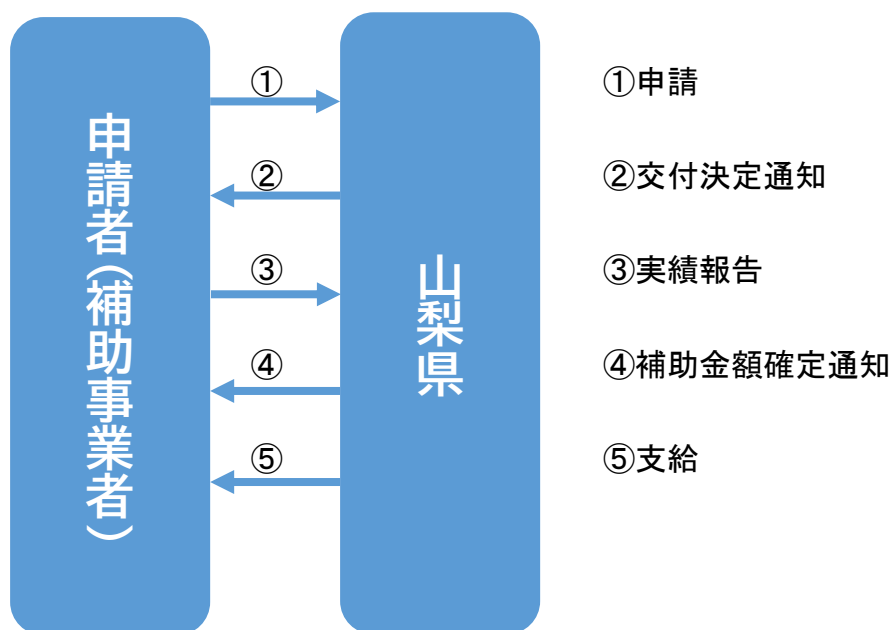 申請者(補助事業者)
①
②
③
④
⑤
山梨県
①申請
②交付決定通知
③実績報告
④補助金額確定通知
⑤支給